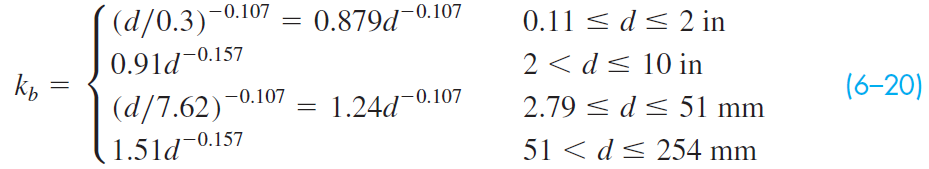 (d/0.3)^−0.107 = 0.879d^−0.107 0.11 ≤ d ≤ 2 in
0.91d^−0.157 2 < d ≤ 10 in
k_b = (6–20)
(d/7.62)^−0.107 = 1.24d^−0.107 2.79 ≤ d ≤ 51 mm
1.51d^−0.157 51 < d ≤ 254 mm